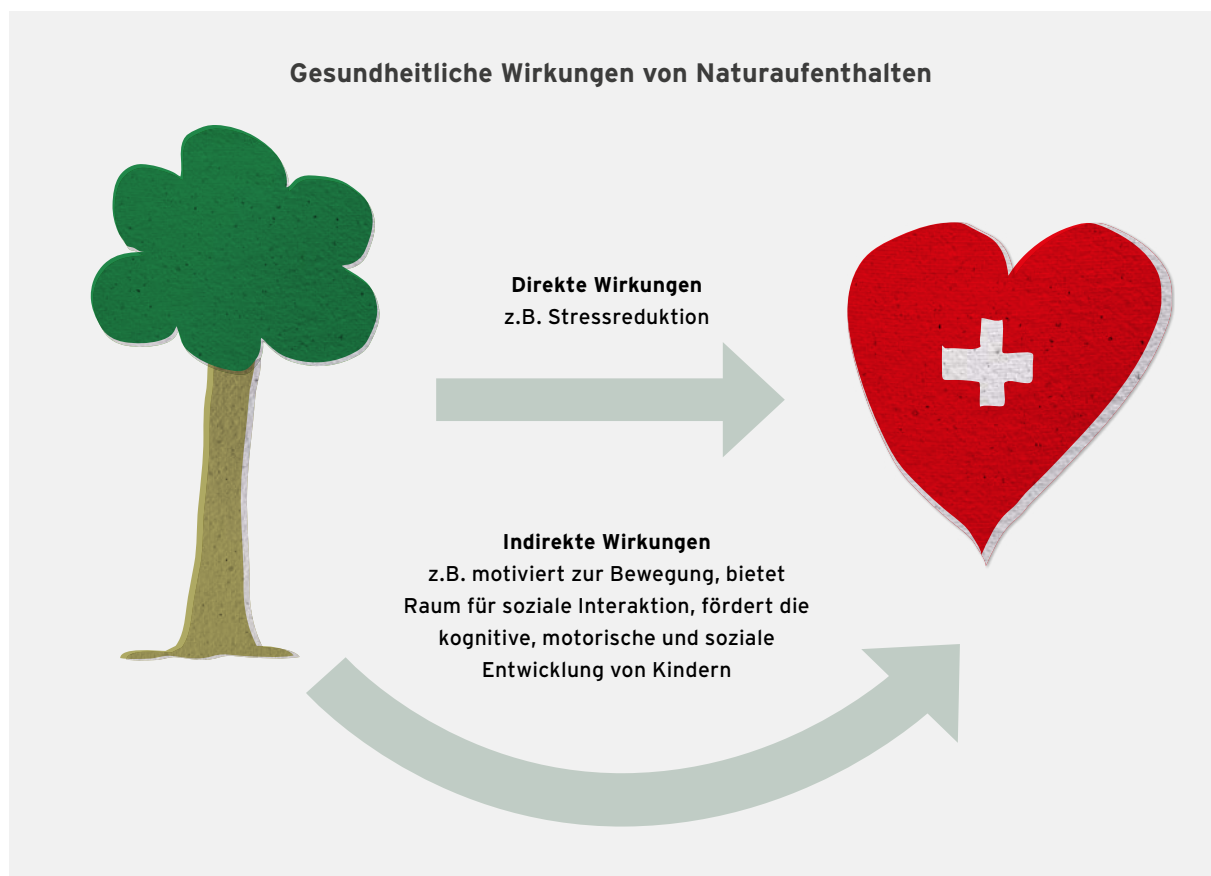 Gesundheitliche Wirkungen von Naturaufenthalten
Direkte Wirkungen
z.B. Stressreduktion
Indirekte Wirkungen
z.B. motiviert zur Bewegung, bietet
Raum für soziale Interaktion, fördert die
kognitive, motorische und soziale
Entwicklung von Kindern